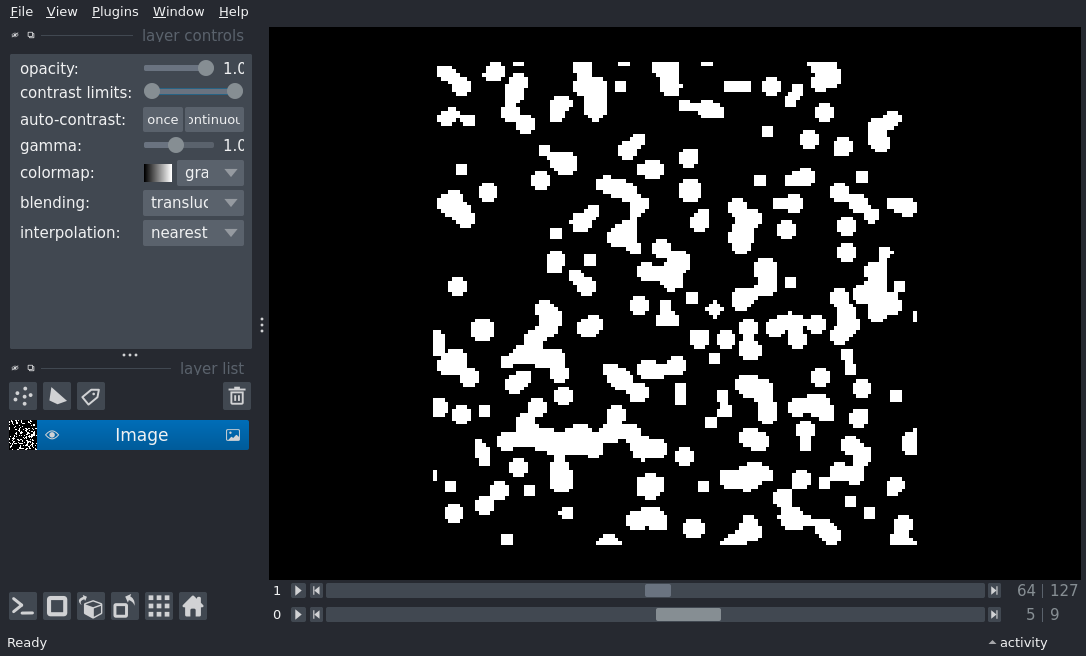 File View Plugins Window Help
layer controls
opacity: 1.0
contrast limits:
auto-contrast: once ontinuou
gamma: 1.0
colormap: gra
blending: transluc
interpolation: nearest
layer list
Image
1 64 | 127
0 5 | 9
Ready activity